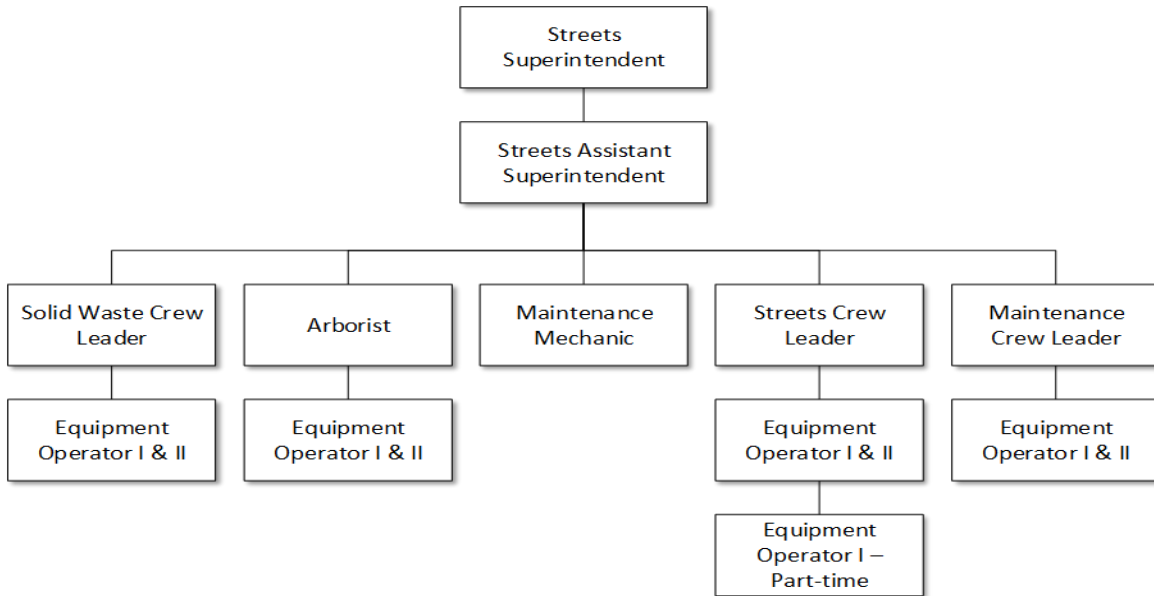 Streets
Superintendent
Streets Assistant
Superintendent
Solid Waste Crew
Leader
Arborist
Maintenance
Mechanic
Streets Crew
Leader
Maintenance
Crew Leader
Equipment
Operator I & II
Equipment
Operator I & II
Equipment
Operator I & II
Equipment
Operator I & II
Equipment
Operator I –
Part-time